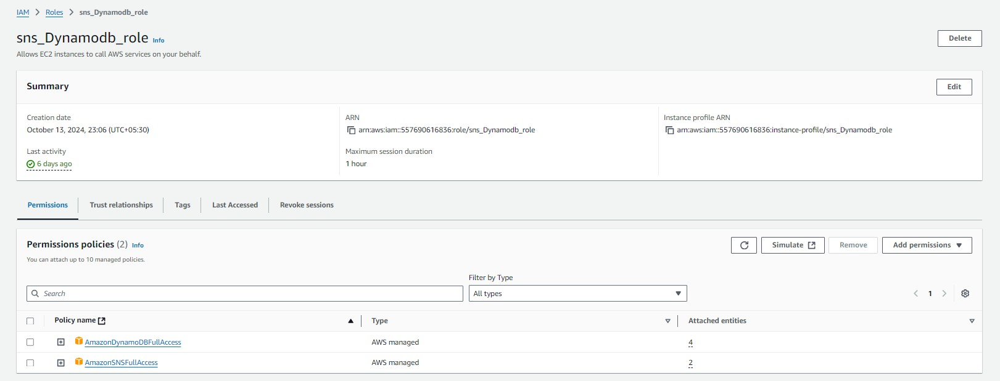 IAM > Roles > sns_Dynamodb_role
sns_Dynamodb_role Info
Delete
Allows EC2 instances to call AWS services on your behalf.
Summary
Edit
Creation date
October 13, 2024, 23:06 (UTC+05:30)
Last activity
6 days ago
ARN
arn:aws:iam::557690616836:role/sns_Dynamodb_role
Maximum session duration
1 hour
Instance profile ARN
arn:aws:iam::557690616836:instance-profile/sns_Dynamodb_role
Permissions Trust relationships Tags Last Accessed Revoke sessions
Permissions policies (2) Info
Simulate Remove Add permissions
You can attach up to 10 managed policies.
Filter by Type
Search All types 1
Policy name Type Attached entities
AmazonDynamoDBFullAccess AWS managed 4
AmazonSNSFullAccess AWS managed 2